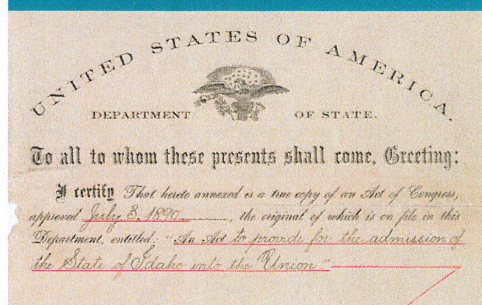 UNITED STATES OF AMERICA.
DEPARTMENT OF STATE.
To all to whom these presents shall come, Greeting:
I certify That hereto annexed is a true copy of an Act of Congress,
approved July 3, 1890, the original of which is on file in this
Department, entitled: "An Act to provide for the admission of
the State of Idaho into the Union"